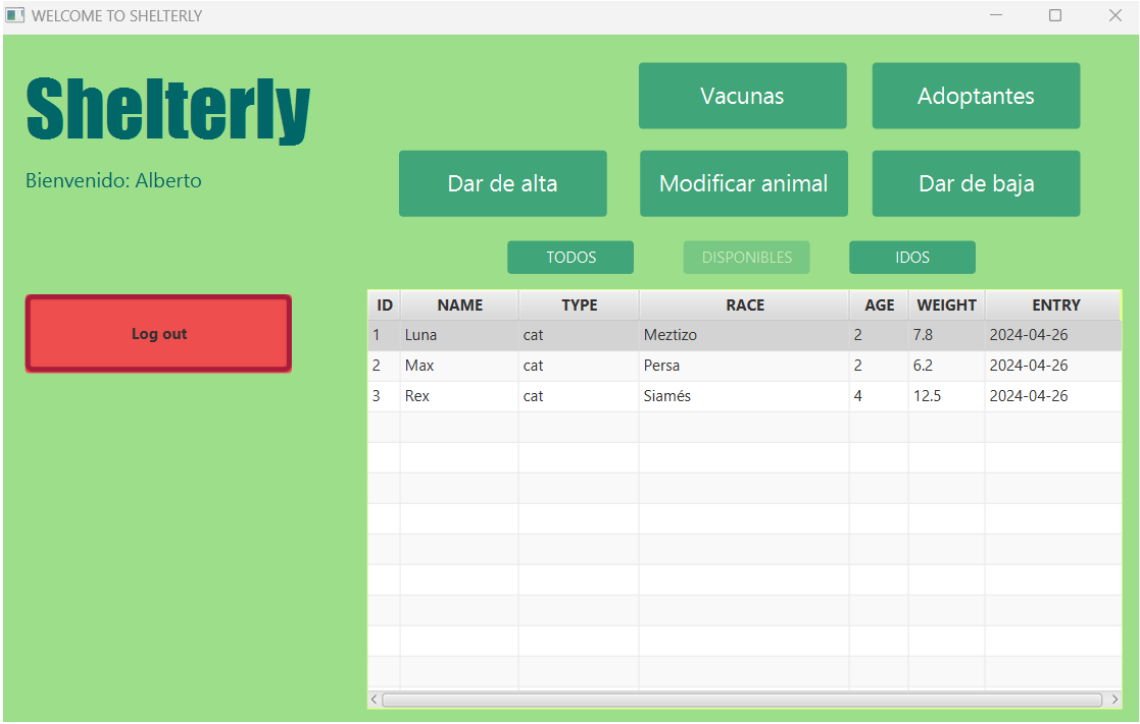 WELCOME TO SHELTERLY
Shelterly
Bienvenido: Alberto
Vacunas Adoptantes
Dar de alta Modificar animal Dar de baja
TODOS DISPONIBLES IDOS
Log out
ID NAME TYPE RACE AGE WEIGHT ENTRY
1 Luna cat Meztizo 2 7.8 2024-04-26
2 Max cat Persa 2 6.2 2024-04-26
3 Rex cat Siamés 4 12.5 2024-04-26